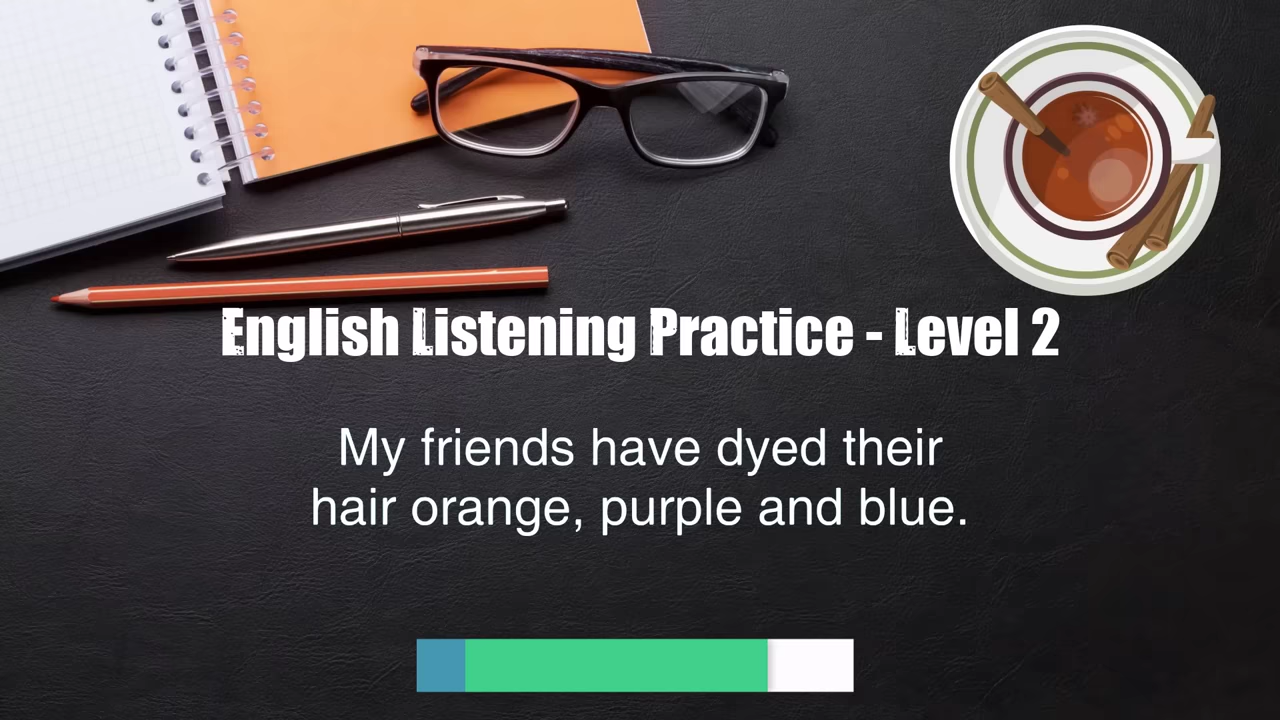 English Listening Practice - Level 2
My friends have dyed their
hair orange, purple and blue.